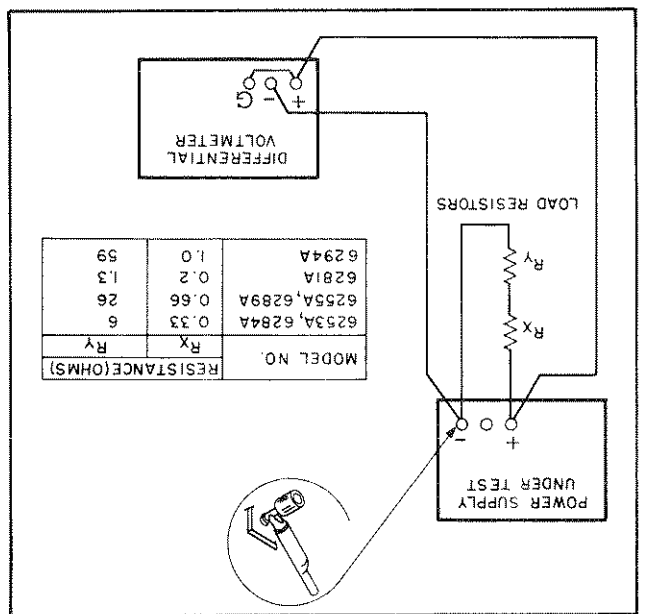 POWER SUPPLY
UNDER TEST
+ -
RX
RY
LOAD RESISTORS
MODEL NO. RESISTANCE(OHMS)
RX RY
6253A, 6284A 0.33 6
6255A, 6289A 0.66 26
6281A 0.2 1.3
6294A 1.0 59
DIFFERENTIAL
VOLTMETER
+ - G